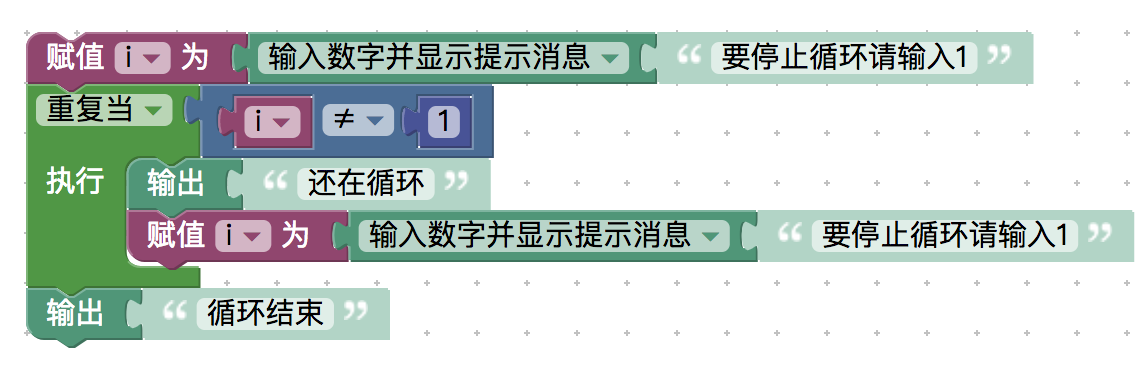 赋值 i 为 输入数字并显示提示消息 “ 要停止循环请输入1 ”
重复当 i ≠ 1
执行 输出 “ 还在循环 ”
赋值 i 为 输入数字并显示提示消息 “ 要停止循环请输入1 ”
输出 “ 循环结束 ”